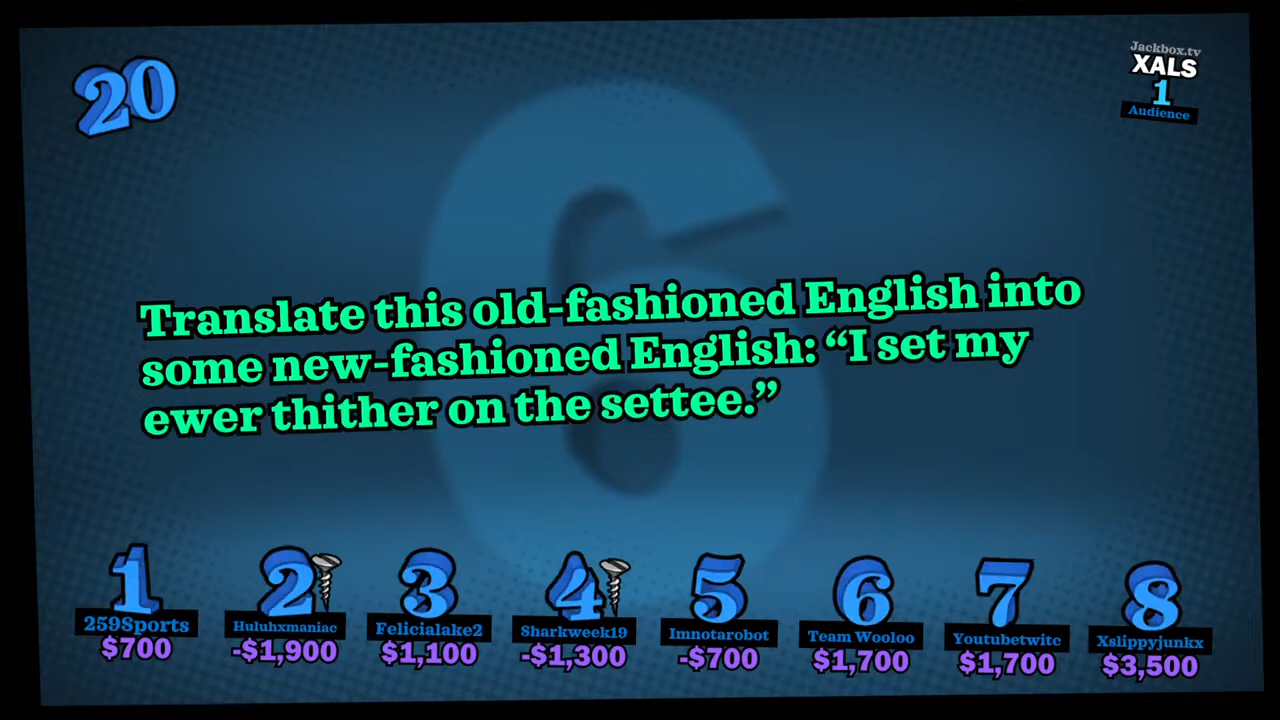 20
Jackbox.tv
XALS
1
Audience
Translate this old-fashioned English into
some new-fashioned English: “I set my
ewer thither on the settee.”
6
1 2 3 4 5 6 7 8
259Sports Huluhxmaniac Felicialake2 Sharkweek19 Imnotarobot Team Wooloo Youtubetwitc Xslippyjunkx
$700 -$1,900 $1,100 -$1,300 -$700 $1,700 $1,700 $3,500